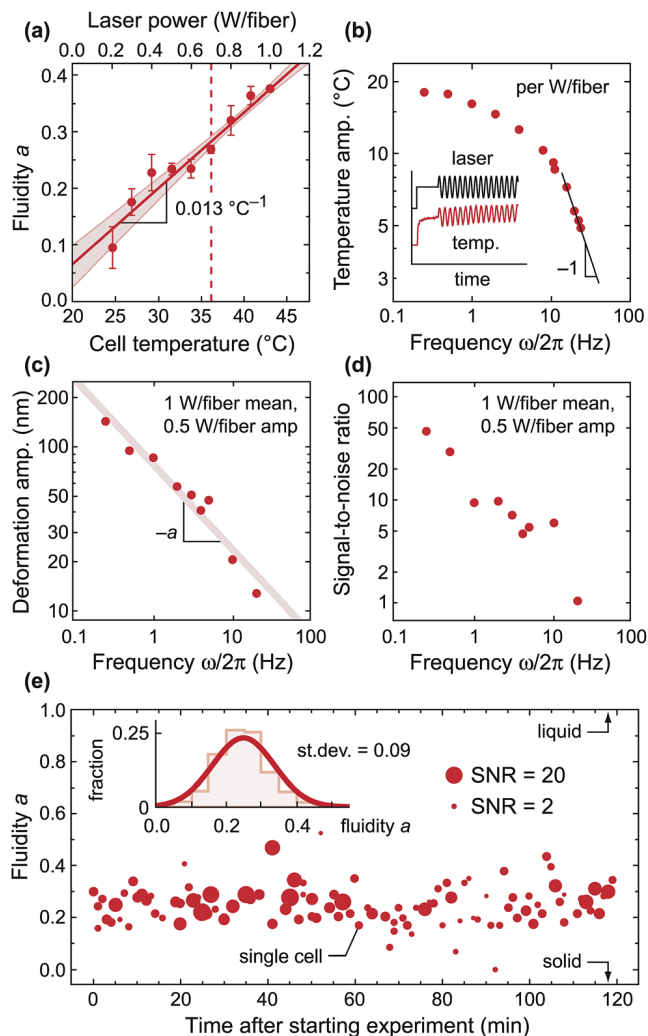 (a)
Laser power (W/fiber)
0.0 0.2 0.4 0.6 0.8 1.0 1.2
0.4
0.3
0.2
0.1
0.0
Fluidity a
0.013 °C⁻¹
20 25 30 35 40 45
Cell temperature (°C)
(b)
Temperature amp. (°C)
20
10
5
3
per W/fiber
laser
temp.
time
–1
0.1 1 10 100
Frequency ω/2π (Hz)
(c)
Deformation amp. (nm)
200
100
50
30
20
10
1 W/fiber mean,
0.5 W/fiber amp
–a
0.1 1 10 100
Frequency ω/2π (Hz)
(d)
Signal-to-noise ratio
100
50
20
10
5
2
1
1 W/fiber mean,
0.5 W/fiber amp
0.1 1 10 100
Frequency ω/2π (Hz)
(e)
Fluidity a
1.0
0.8
0.6
0.4
0.2
0.0
0.25
0
fraction
st.dev. = 0.09
0.0 0.2 0.4
fluidity a
liquid
SNR = 20
SNR = 2
single cell
solid
0 20 40 60 80 100 120
Time after starting experiment (min)